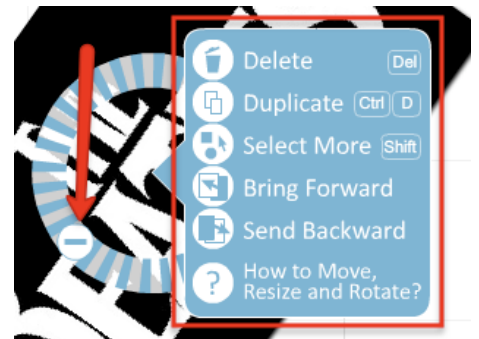 Delete Del
Duplicate Ctrl D
Select More Shift
Bring Forward
Send Backward
? How to Move,
Resize and Rotate?